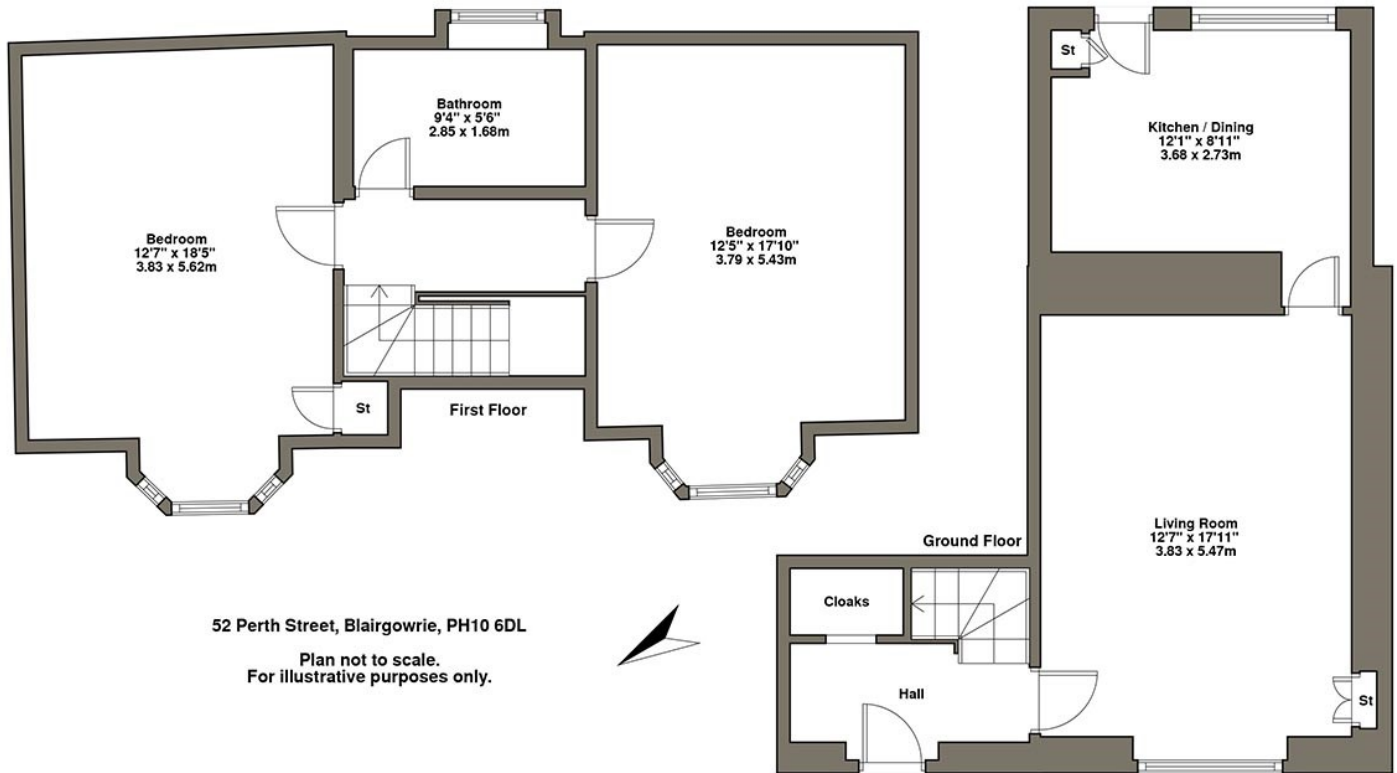 Bathroom
9'4" x 5'6"
2.85 x 1.68m
Bedroom
12'7" x 18'5"
3.83 x 5.62m
Bedroom
12'5" x 17'10"
3.79 x 5.43m
St
First Floor
St
Kitchen / Dining
12'1" x 8'11"
3.68 x 2.73m
Living Room
12'7" x 17'11"
3.83 x 5.47m
Ground Floor
Cloaks
Hall
St
52 Perth Street, Blairgowrie, PH10 6DL
Plan not to scale.
For illustrative purposes only.